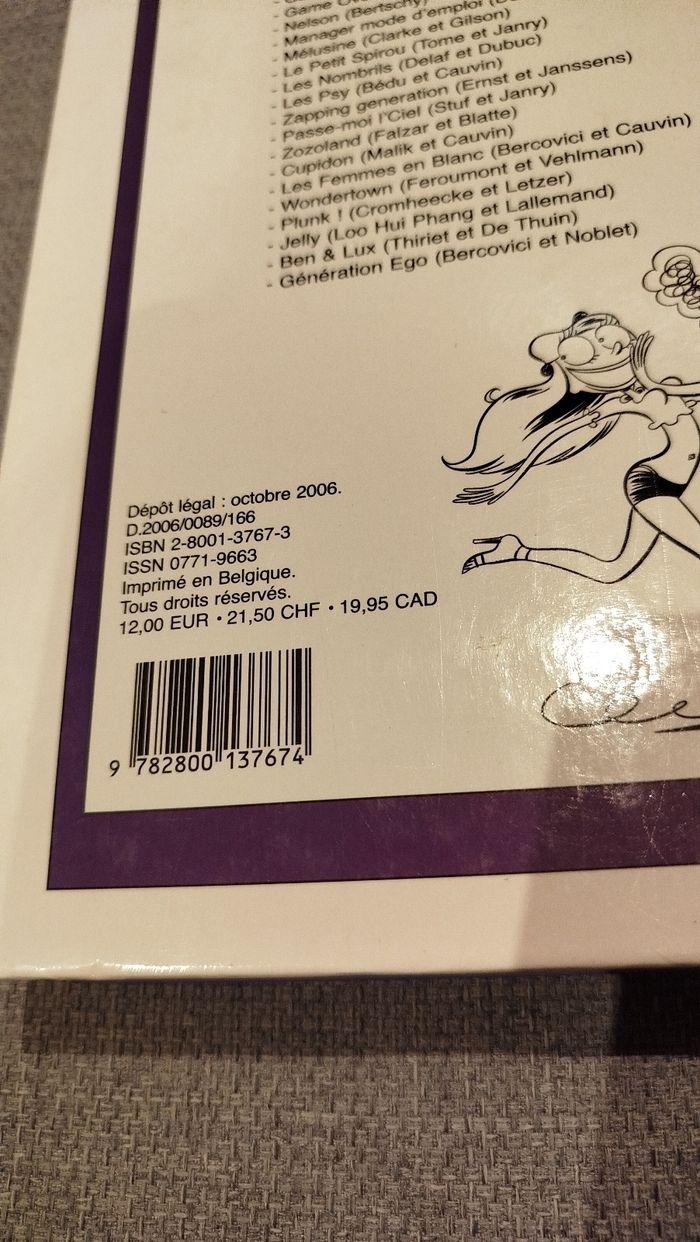 - Game
- Nelson (Bertschy)
- Manager mode d'emploi
- Mélusine (Clarke et Gilson)
- Le Petit Spirou (Tome et Janry)
- Les Nombrils (Delaf et Dubuc)
- Les Psy (Bédu et Cauvin)
- Zapping generation (Ernst et Janssens)
- Passe-moi l'Ciel (Stuf et Janry)
- Zozoland (Falzar et Blatte)
- Cupidon (Malik et Cauvin)
- Les Femmes en Blanc (Bercovici et Cauvin)
- Wondertown (Feroumont et Vehlmann)
- Plunk ! (Cromheecke et Letzer)
- Jelly (Loo Hui Phang et Lallemand)
- Ben & Lux (Thiriet et De Thuin)
- Génération Ego (Bercovici et Noblet)
Dépôt légal : octobre 2006.
D.2006/0089/166
ISBN 2-8001-3767-3
ISSN 0771-9663
Imprimé en Belgique.
Tous droits réservés.
12,00 EUR • 21,50 CHF • 19,95 CAD
9 782800 137674